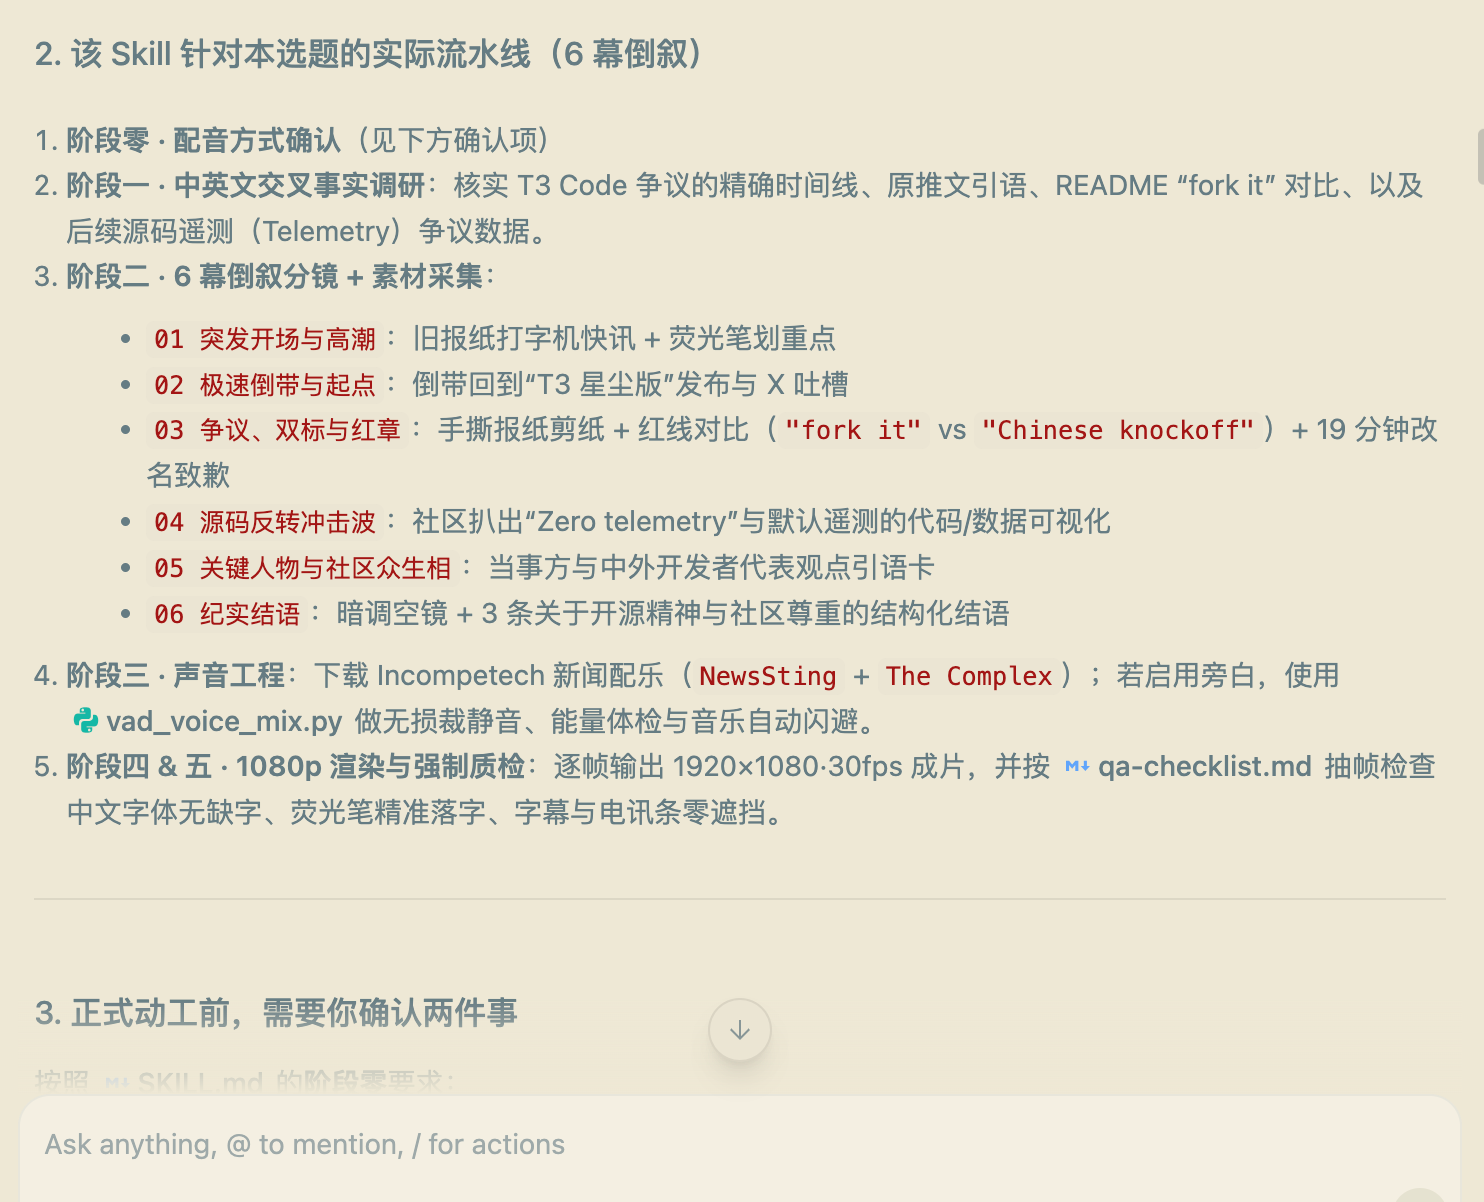 2. 该 Skill 针对本选题的实际流水线（6 幕倒叙）
1. 阶段零 · 配音方式确认（见下方确认项）
2. 阶段一 · 中英文交叉事实调研：核实 T3 Code 争议的精确时间线、原推文引语、README “fork it” 对比、以及
后续源码遥测（Telemetry）争议数据。
3. 阶段二 · 6 幕倒叙分镜 + 素材采集：
• 01 突发开场与高潮：旧报纸打字机快讯 + 荧光笔划重点
• 02 极速倒带与起点：倒带回到“T3 星尘版”发布与 X 吐槽
• 03 争议、双标与红章：手撕报纸剪纸 + 红线对比（"fork it" vs "Chinese knockoff"）+ 19 分钟改
名致歉
• 04 源码反转冲击波：社区扒出“Zero telemetry”与默认遥测的代码/数据可视化
• 05 关键人物与社区众生相：当事方与中外开发者代表观点引语卡
• 06 纪实结语：暗调空镜 + 3 条关于开源精神与社区尊重的结构化结语
4. 阶段三 · 声音工程：下载 Incompetech 新闻配乐（NewsSting + The Complex）；若启用旁白，使用
vad_voice_mix.py 做无损裁静音、能量体检与音乐自动闪避。
5. 阶段四 & 五 · 1080p 渲染与强制质检：逐帧输出 1920×1080·30fps 成片，并按 qa-checklist.md 抽帧检查
中文字体无缺字、荧光笔精准落字、字幕与电讯条零遮挡。
3. 正式动工前，需要你确认两件事
按照 SKILL.md 的阶段零要求：
Ask anything, @ to mention, / for actions